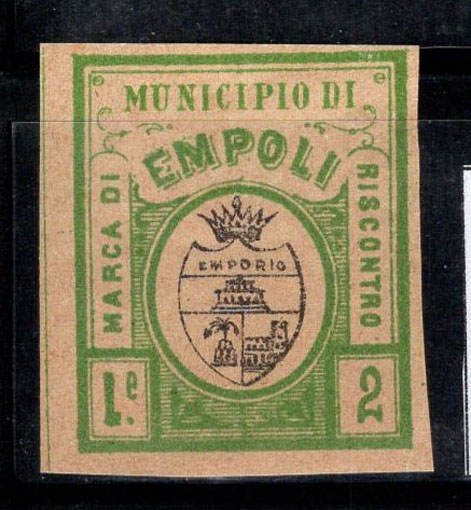 MUNICIPIO DI
EMPOLI
MARCA DI
RISCONTRO
EMPORIO
L.e 2